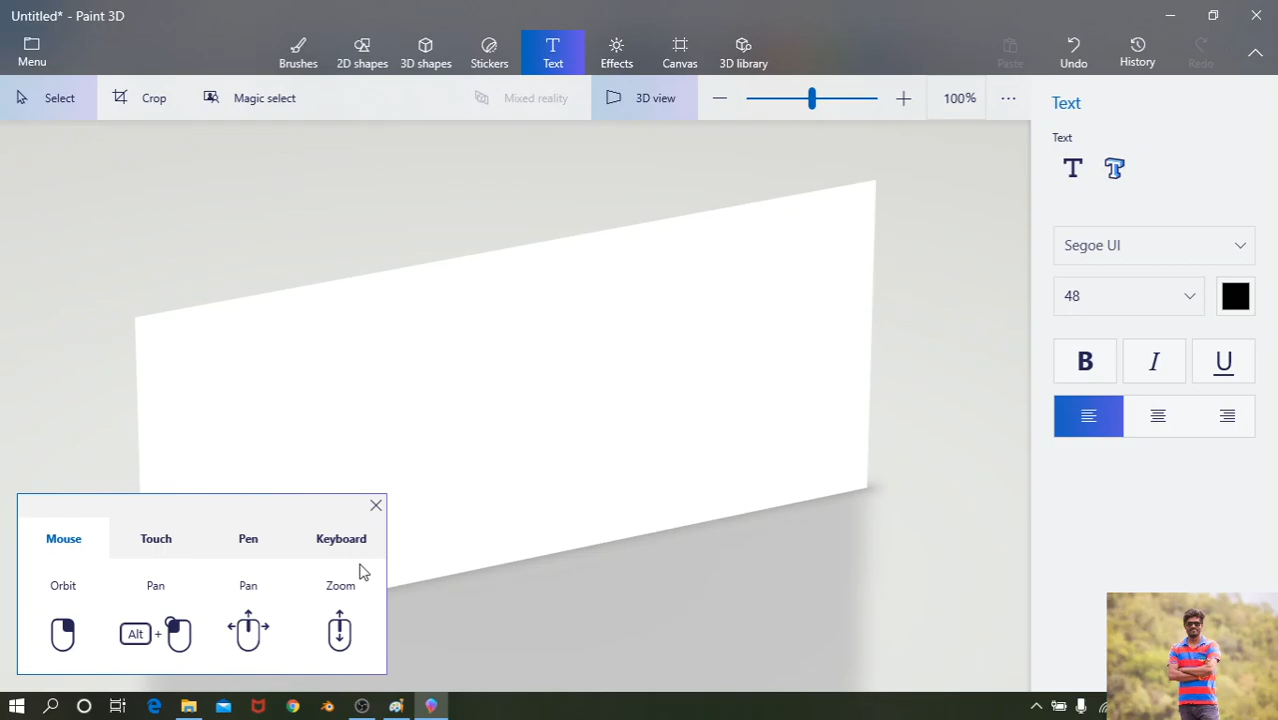 Untitled* - Paint 3D
Menu
Brushes
2D shapes
3D shapes
Stickers
Text
Effects
Canvas
3D library
Paste
Undo
History
Redo
Select
Crop
Magic select
Mixed reality
3D view
100%
Text
Text
Segoe UI
48
B
I
U
Mouse
Touch
Pen
Keyboard
Orbit
Pan
Pan
Zoom
Alt +